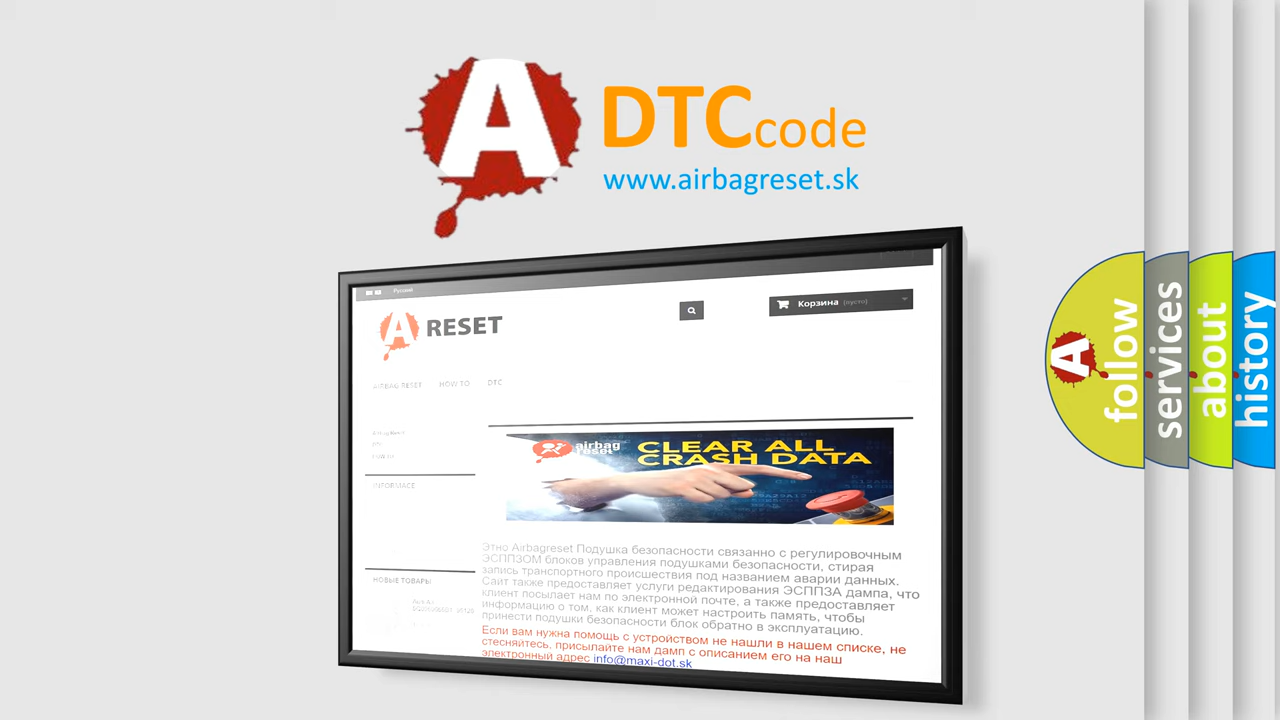 A
DTC code
www.airbagreset.sk
Русский
A RESET
Корзина (пусто)
AIRBAG RESET HOW TO DTC
INFORMACE
НОВЫЕ ТОВАРЫ
airbag
reset
CLEAR ALL
CRASH DATA
Этно Airbagreset Подушка безопасности связанно с регулировочным
ЭСППЗОМ блоков управления подушками безопасности, стирая
запись транспортного происшествия под названием аварии данных.
Сайт также предоставляет услуги редактирования ЭСППЗА дампа, что
клиент посылает нам по электронной почте, а также предоставляет
информацию о том, как клиент может настроить память, чтобы
принести подушки безопасности блок обратно в эксплуатацию.
Если вам нужна помощь с устройством не нашли в нашем списке, не
стесняйтесь, присылайте нам дамп с описанием его на наш
электронный адрес info@maxi-dot.sk
A
follow
services
about
history